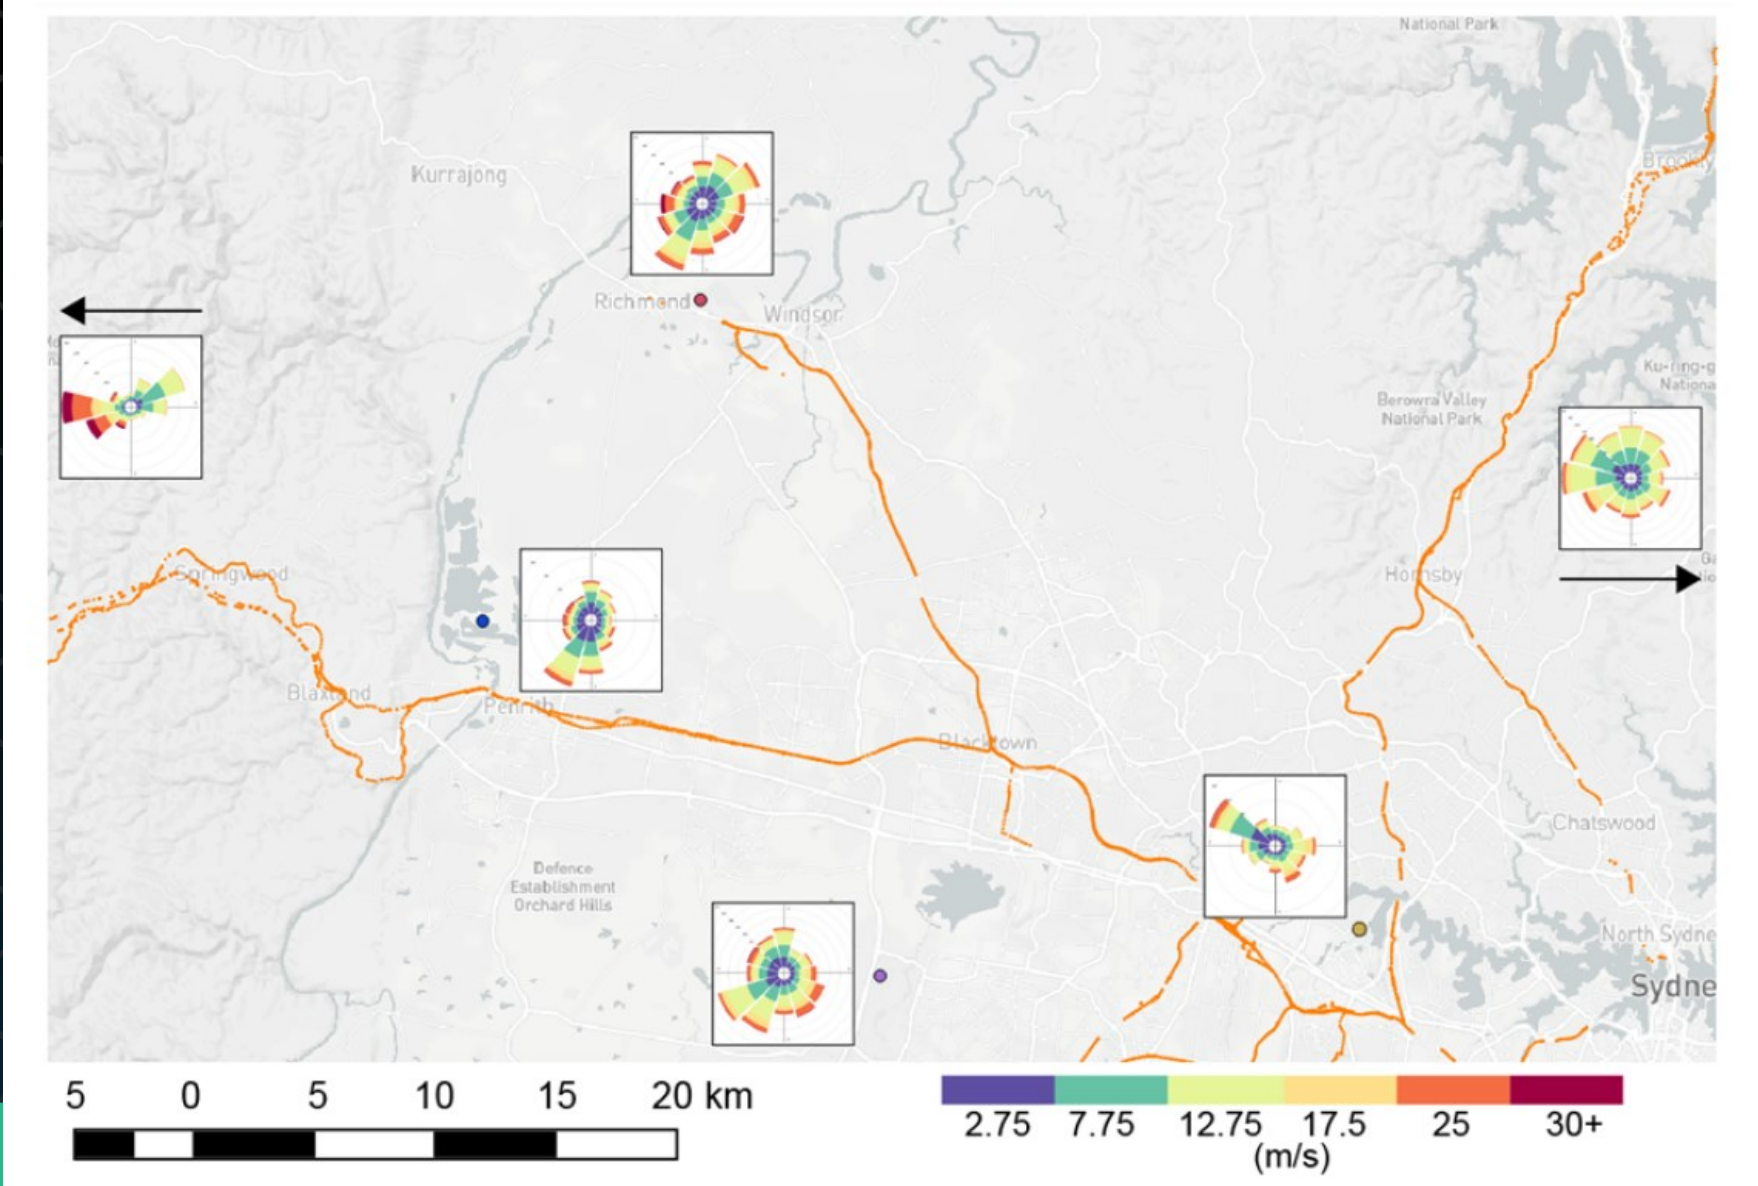 National Park
Brookly
Kurrajong
Richmond
Windsor
Ku-ring-g
Nationa
Berowra Valley
National Park
Springwood
Hornsby
Blaxland
Penrith
Blacktown
Chatswood
Defence
Establishment
Orchard Hills
North Sydne
Sydne
5 0 5 10 15 20 km
2.75 7.75 12.75 17.5 25 30+
(m/s)